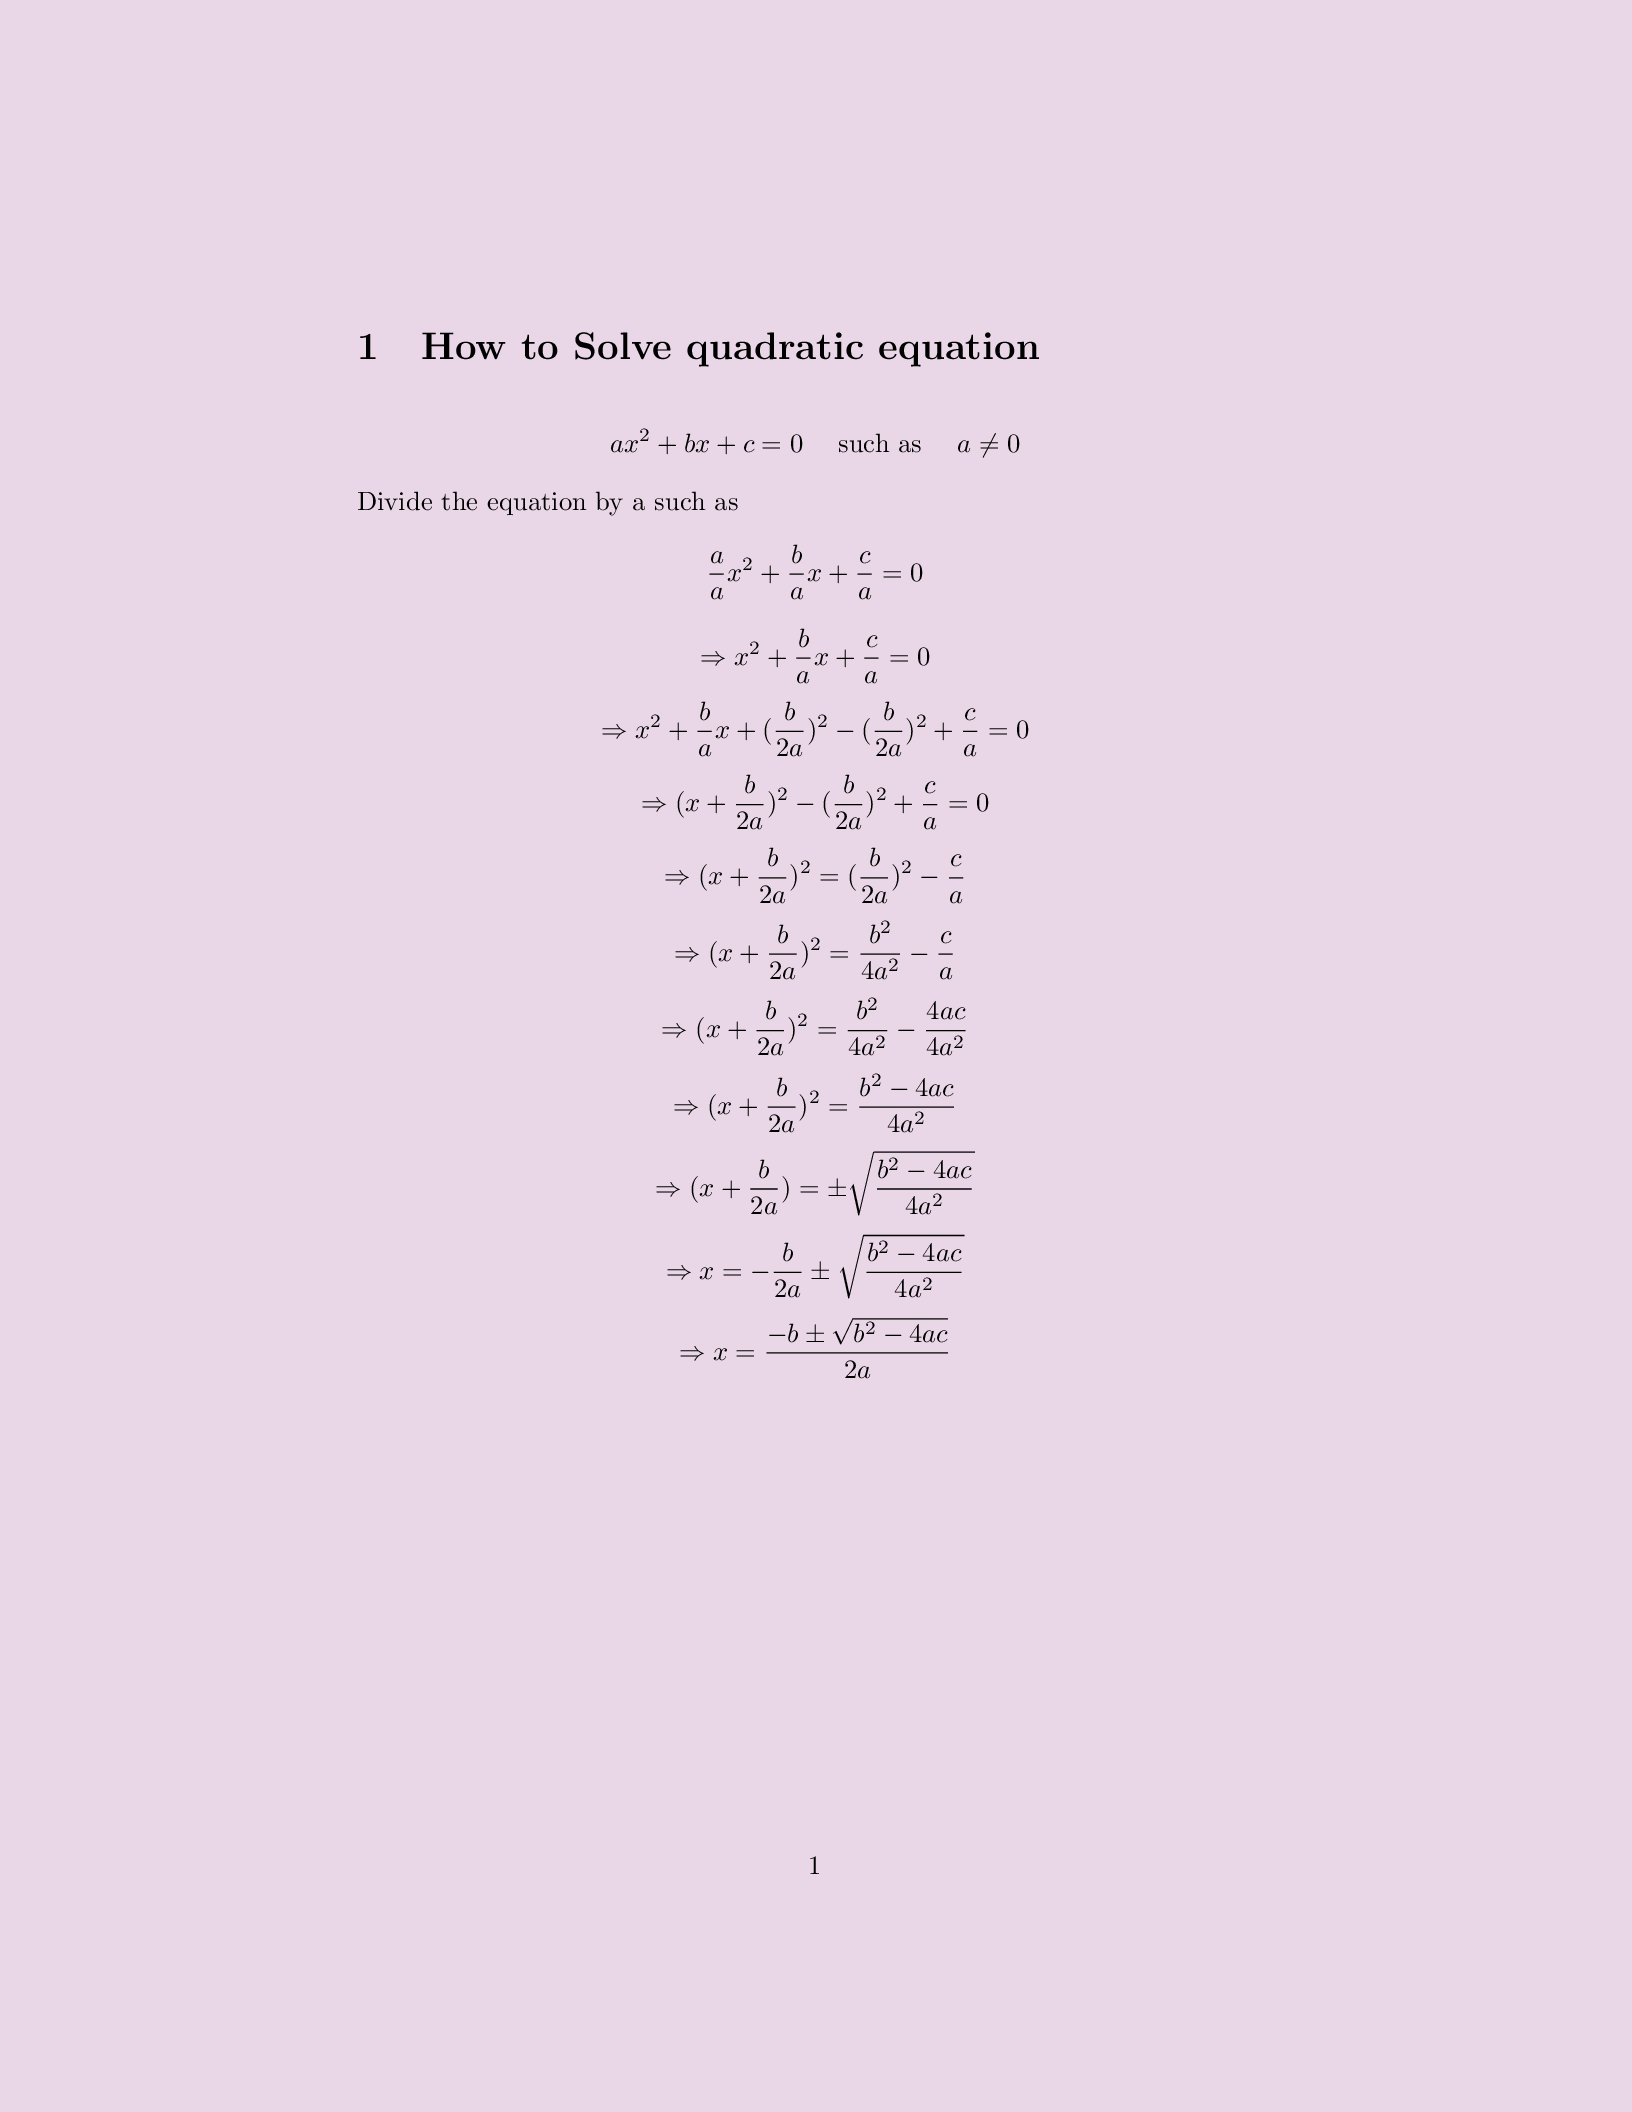 1 How to Solve quadratic equation
$ax^2 + bx + c = 0 \quad \text{such as} \quad a \neq 0$
Divide the equation by a such as
$\frac{a}{a}x^2 + \frac{b}{a}x + \frac{c}{a} = 0$
$\Rightarrow x^2 + \frac{b}{a}x + \frac{c}{a} = 0$
$\Rightarrow x^2 + \frac{b}{a}x + (\frac{b}{2a})^2 - (\frac{b}{2a})^2 + \frac{c}{a} = 0$
$\Rightarrow (x + \frac{b}{2a})^2 - (\frac{b}{2a})^2 + \frac{c}{a} = 0$
$\Rightarrow (x + \frac{b}{2a})^2 = (\frac{b}{2a})^2 - \frac{c}{a}$
$\Rightarrow (x + \frac{b}{2a})^2 = \frac{b^2}{4a^2} - \frac{c}{a}$
$\Rightarrow (x + \frac{b}{2a})^2 = \frac{b^2}{4a^2} - \frac{4ac}{4a^2}$
$\Rightarrow (x + \frac{b}{2a})^2 = \frac{b^2 - 4ac}{4a^2}$
$\Rightarrow (x + \frac{b}{2a}) = \pm\sqrt{\frac{b^2 - 4ac}{4a^2}}$
$\Rightarrow x = -\frac{b}{2a} \pm \sqrt{\frac{b^2 - 4ac}{4a^2}}$
$\Rightarrow x = \frac{-b \pm \sqrt{b^2 - 4ac}}{2a}$
1